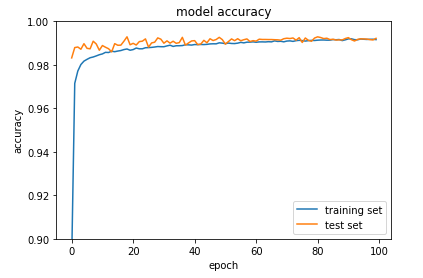 model accuracy
1.00
0.98
0.96
0.94
0.92
0.90
accuracy
0 20 40 60 80 100
epoch
training set
test set